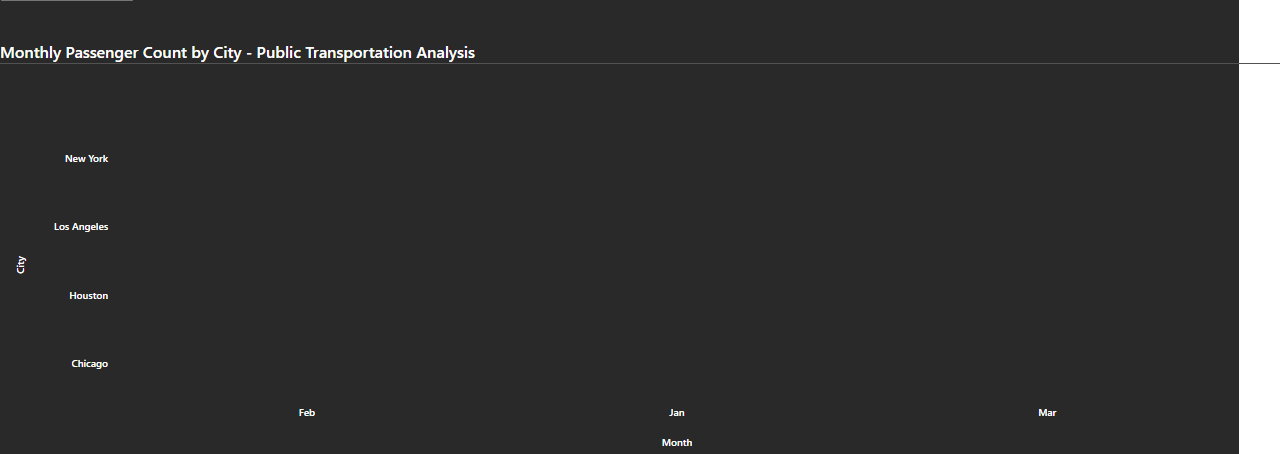 Monthly Passenger Count by City - Public Transportation Analysis
New York
Los Angeles
City
Houston
Chicago
Feb Jan Mar
Month